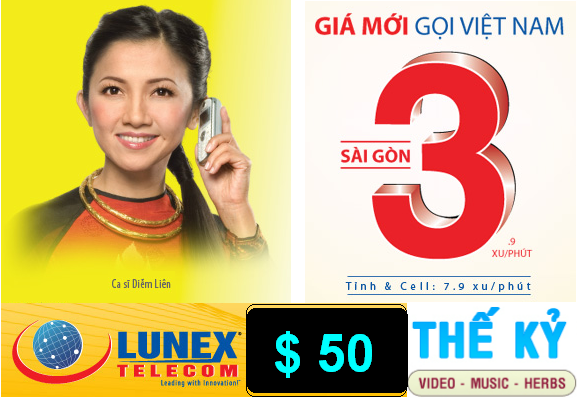 GIÁ MỚI GỌI VIỆT NAM
SÀI GÒN
3
.9
XU/PHÚT
Tỉnh & Cell: 7.9 xu/phút
Ca sĩ Diễm Liên
LUNEX
TELECOM
Leading with Innovation!
$ 50
THẾ KỶ
VIDEO - MUSIC - HERBS